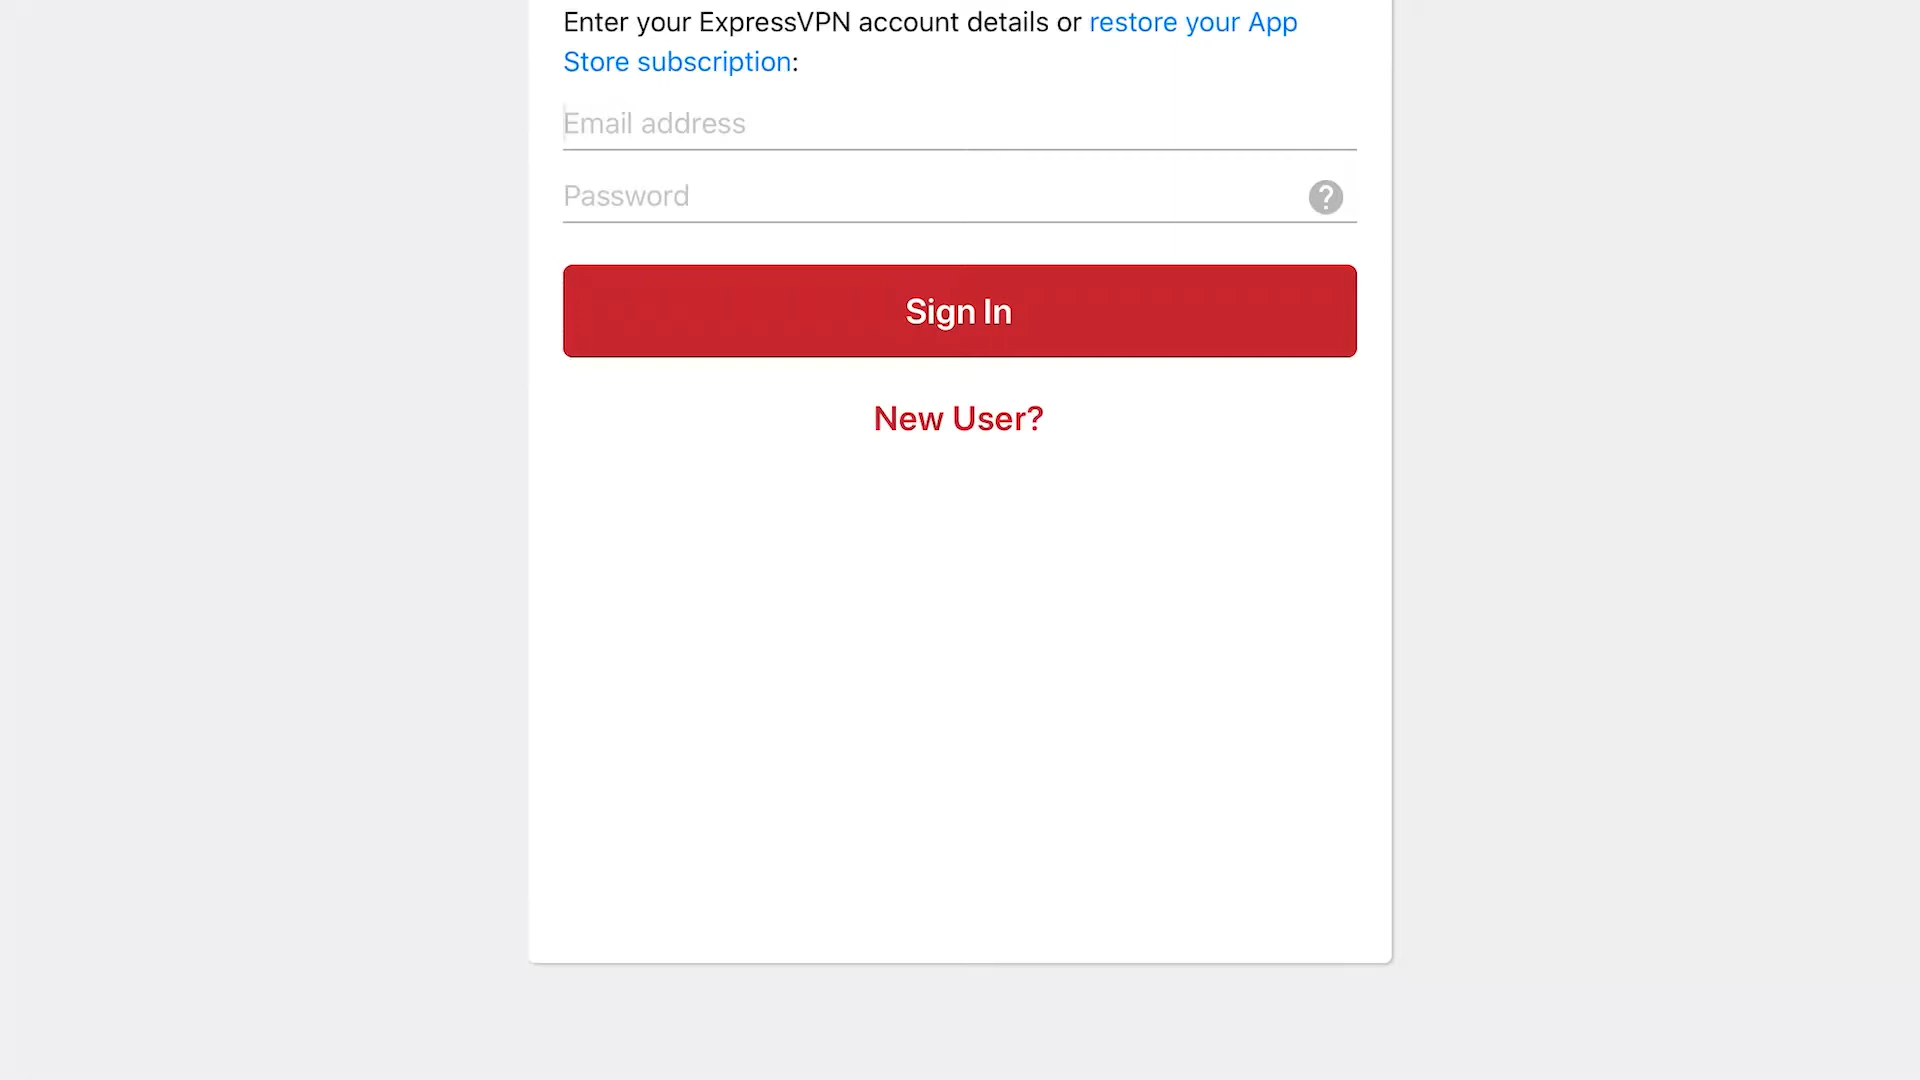 Enter your ExpressVPN account details or restore your App
Store subscription:
Email address
Password
?
Sign In
New User?